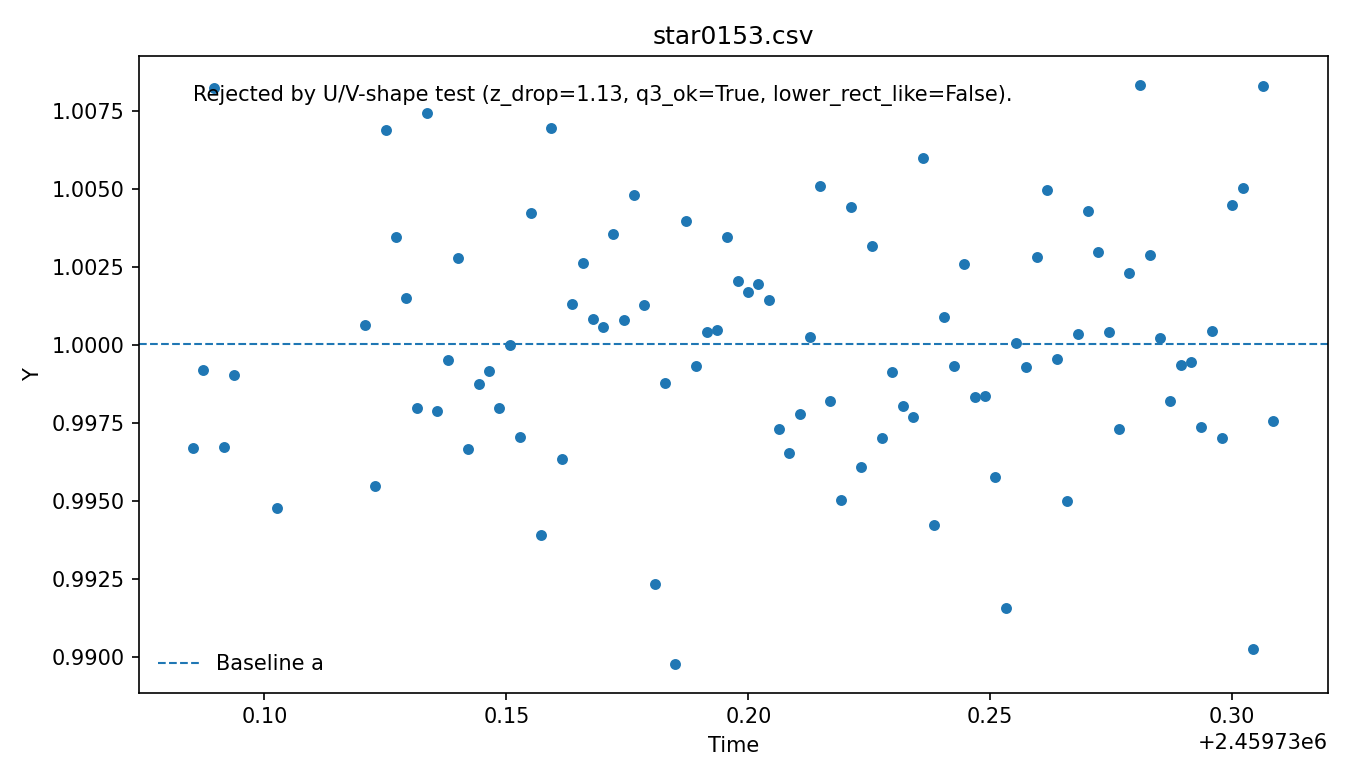 star0153.csv
Rejected by U/V-shape test (z_drop=1.13, q3_ok=True, lower_rect_like=False).
1.0075
1.0050
1.0025
1.0000
0.9975
0.9950
0.9925
0.9900
Y
Baseline a
0.10 0.15 0.20 0.25 0.30
Time
+2.45973e6